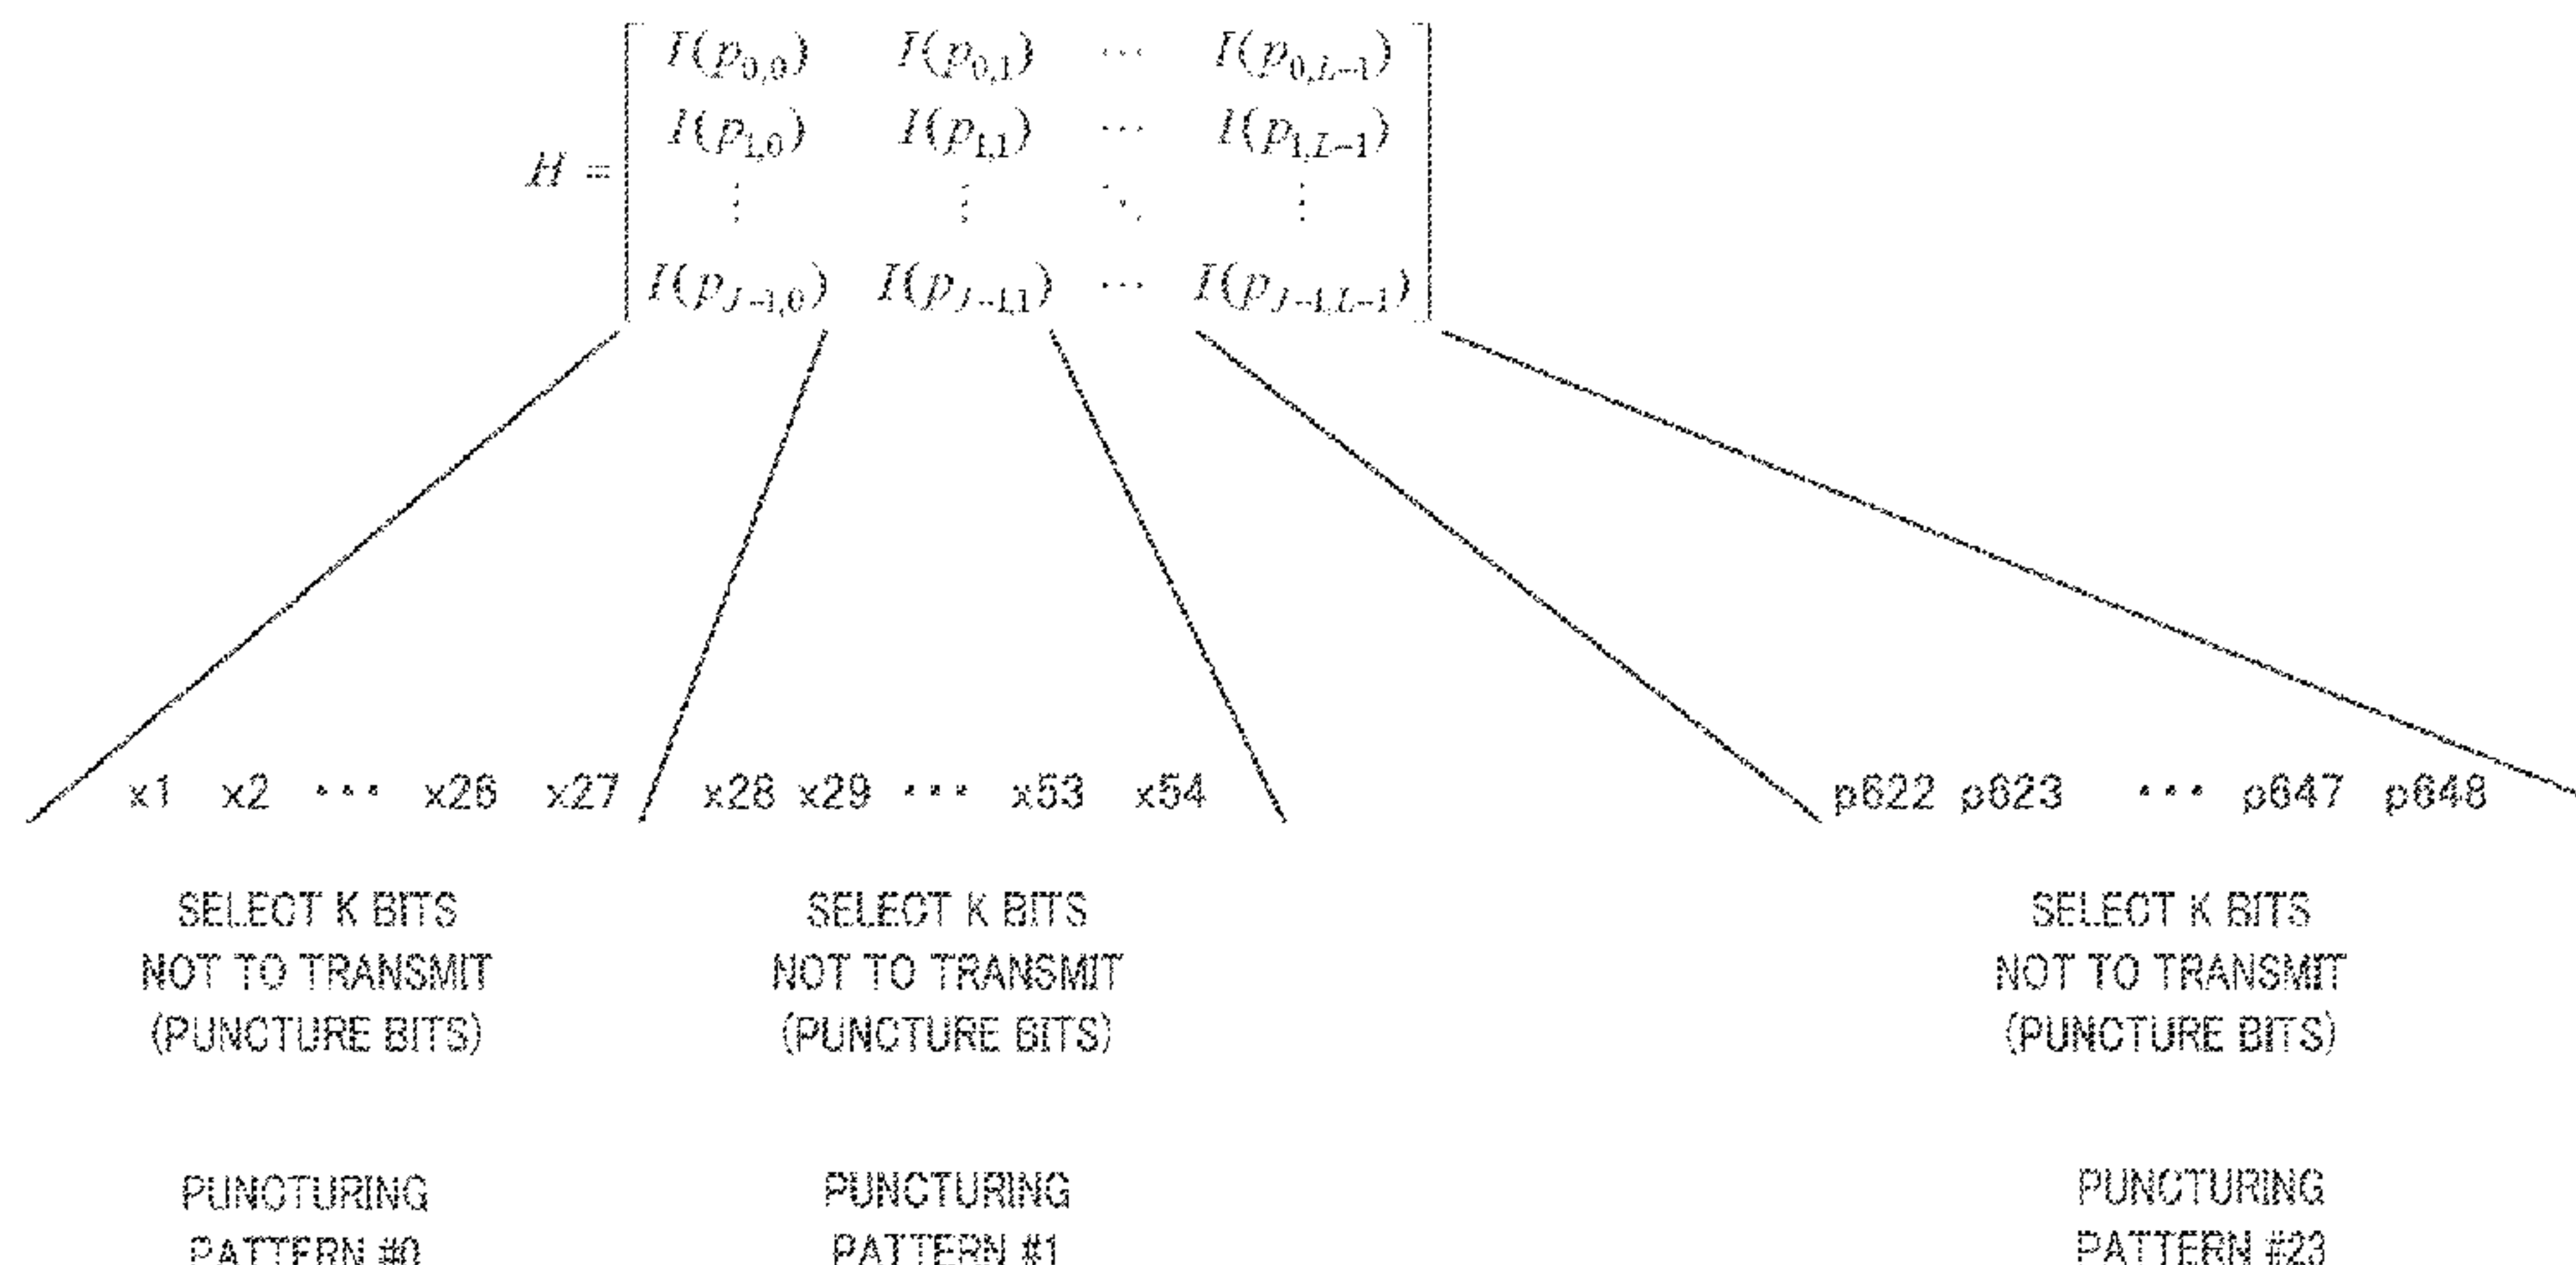 H = [ I(p0,0) I(p0,1) ⋯ I(p0,L−1)
I(p1,0) I(p1,1) ⋯ I(p1,L−1)
⋮ ⋮ ⋱ ⋮
I(pJ−1,0) I(pJ−1,1) ⋯ I(pJ−1,L−1) ]
x1 x2 ⋯ x26 x27 x28 x29 ⋯ x53 x54 p622 p623 ⋯ p647 p648
SELECT K BITS SELECT K BITS SELECT K BITS
NOT TO TRANSMIT NOT TO TRANSMIT NOT TO TRANSMIT
(PUNCTURE BITS) (PUNCTURE BITS) (PUNCTURE BITS)
PUNCTURING PUNCTURING PUNCTURING
PATTERN #0 PATTERN #1 PATTERN #23